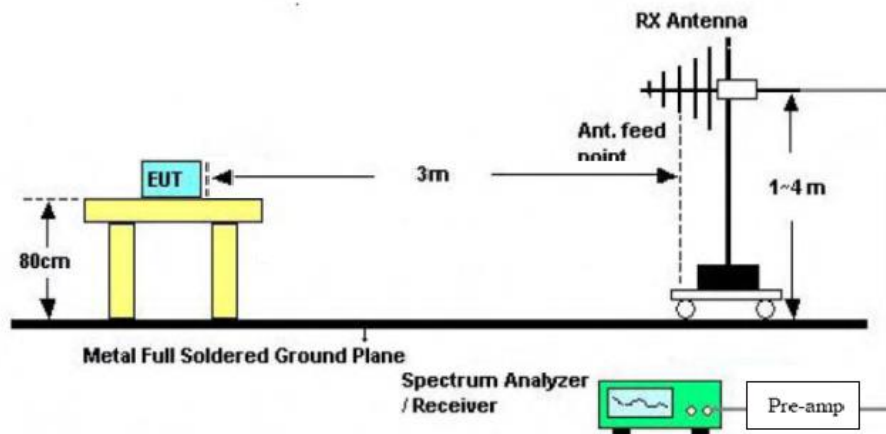 RX Antenna
Ant. feed
point
EUT
3m
1~4 m
80cm
Metal Full Soldered Ground Plane
Spectrum Analyzer
/ Receiver
Pre-amp